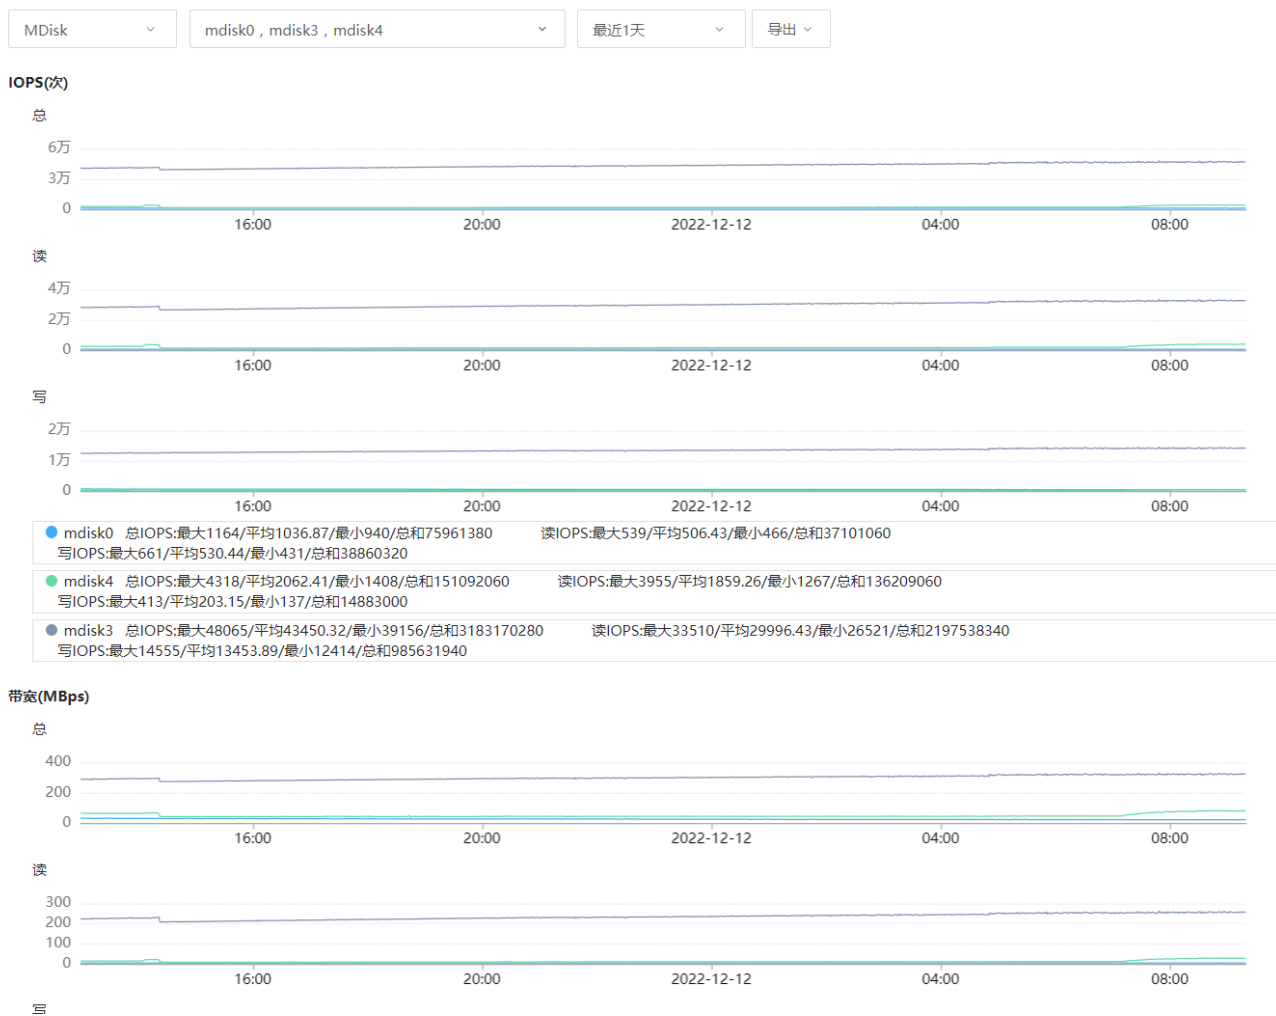 MDisk
mdisk0，mdisk3，mdisk4
最近1天
导出
IOPS(次)
总
6万
3万
0
16:00 20:00 2022-12-12 04:00 08:00
读
4万
2万
0
16:00 20:00 2022-12-12 04:00 08:00
写
2万
1万
0
16:00 20:00 2022-12-12 04:00 08:00
mdisk0 总IOPS:最大1164/平均1036.87/最小940/总和75961380 读IOPS:最大539/平均506.43/最小466/总和37101060
写IOPS:最大661/平均530.44/最小431/总和38860320
mdisk4 总IOPS:最大4318/平均2062.41/最小1408/总和151092060 读IOPS:最大3955/平均1859.26/最小1267/总和136209060
写IOPS:最大413/平均203.15/最小137/总和14883000
mdisk3 总IOPS:最大48065/平均43450.32/最小39156/总和3183170280 读IOPS:最大33510/平均29996.43/最小26521/总和2197538340
写IOPS:最大14555/平均13453.89/最小12414/总和985631940
带宽(MBps)
总
400
200
0
16:00 20:00 2022-12-12 04:00 08:00
读
300
200
100
0
16:00 20:00 2022-12-12 04:00 08:00
写